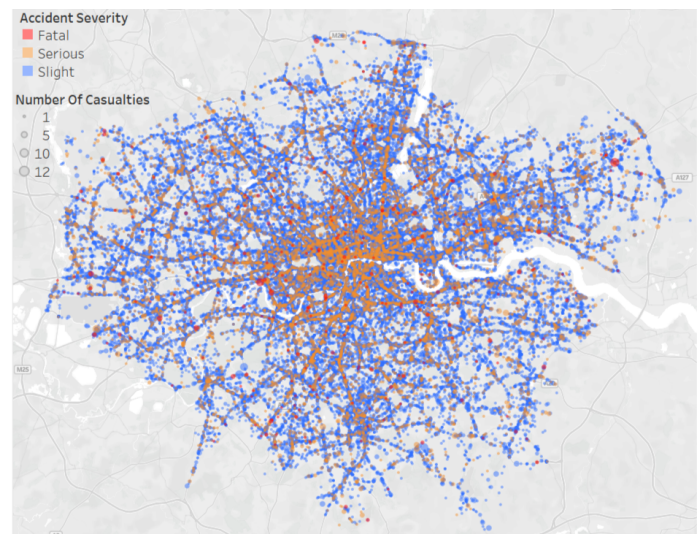 Accident Severity
Fatal
Serious
Slight
Number Of Casualties
1
5
10
12
A127
M25